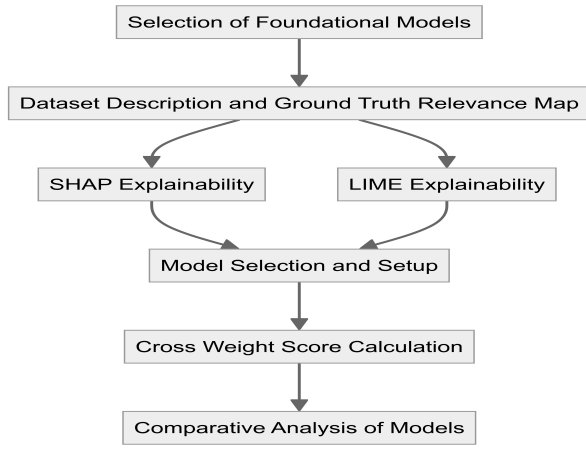 Selection of Foundational Models
Dataset Description and Ground Truth Relevance Map
SHAP Explainability
LIME Explainability
Model Selection and Setup
Cross Weight Score Calculation
Comparative Analysis of Models